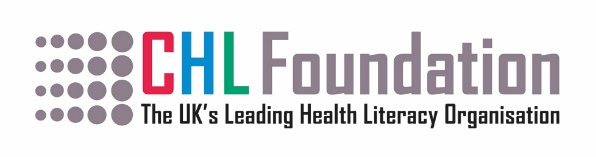 CHL Foundation
The UK's Leading Health Literacy Organisation